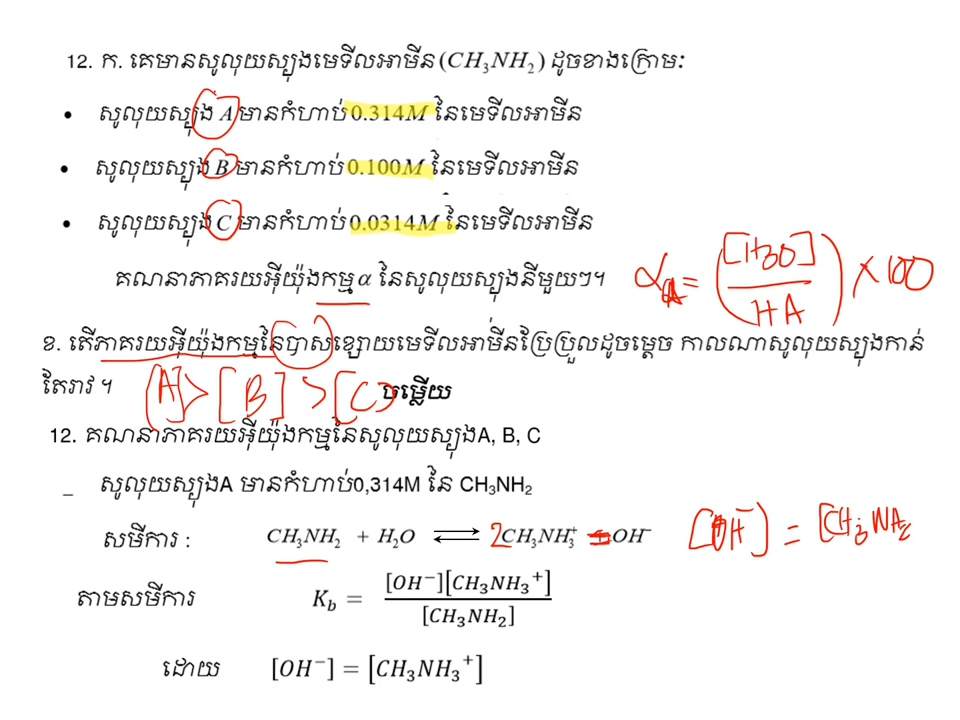 12. ក. គេមានសូលុយស្យុងមេទីលអាមីន (CH₃NH₂) ដូចខាងក្រោម:
• សូលុយស្យុង A មានកំហាប់ 0.314M នៃមេទីលអាមីន
• សូលុយស្យុង B មានកំហាប់ 0.100M នៃមេទីលអាមីន
• សូលុយស្យុង C មានកំហាប់ 0.0314M នៃមេទីលអាមីន
គណនាភាគរយអ៊ីយ៉ុងកម្ម α នៃសូលុយស្យុងនីមួយៗ។
α_A = ([H3O] / HA) × 100
ខ. តើភាគរយអ៊ីយ៉ុងកម្មនៃបាសខ្សោយមេទីលអាមីនប្រែប្រួលដូចម្តេច កាលណាសូលុយស្យុងកាន់
តែរាវ ។
[A] > [B] > [C]
ចម្លើយ
12. គណនាភាគរយអ៊ីយ៉ុងកម្មនៃសូលុយស្យុងA, B, C
_ សូលុយស្យុងA មានកំហាប់0,314M នៃ CH₃NH₂
សមីការ : CH₃NH₂ + H₂O ⇌ 2CH₃NH₃⁺ + OH⁻
[OH⁻] = [CH₃NH₂
តាមសមីការ K_b = [OH⁻][CH₃NH₃⁺] / [CH₃NH₂]
ដោយ [OH⁻] = [CH₃NH₃⁺]